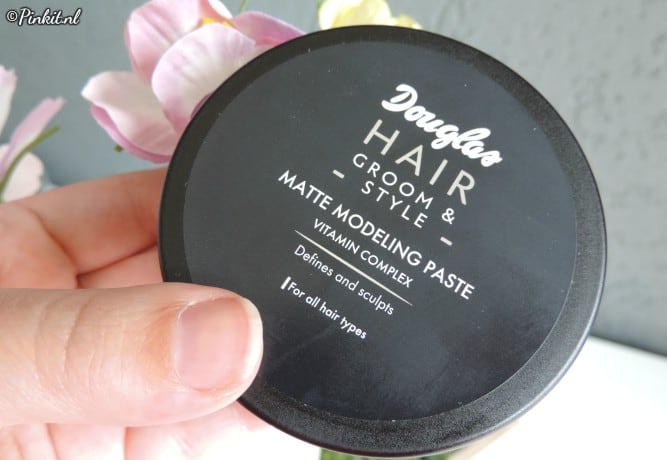 ©Pinkit.nl
Douglas
HAIR
GROOM &
- STYLE -
MATTE MODELING PASTE
VITAMIN COMPLEX
Defines and sculpts
For all hair types